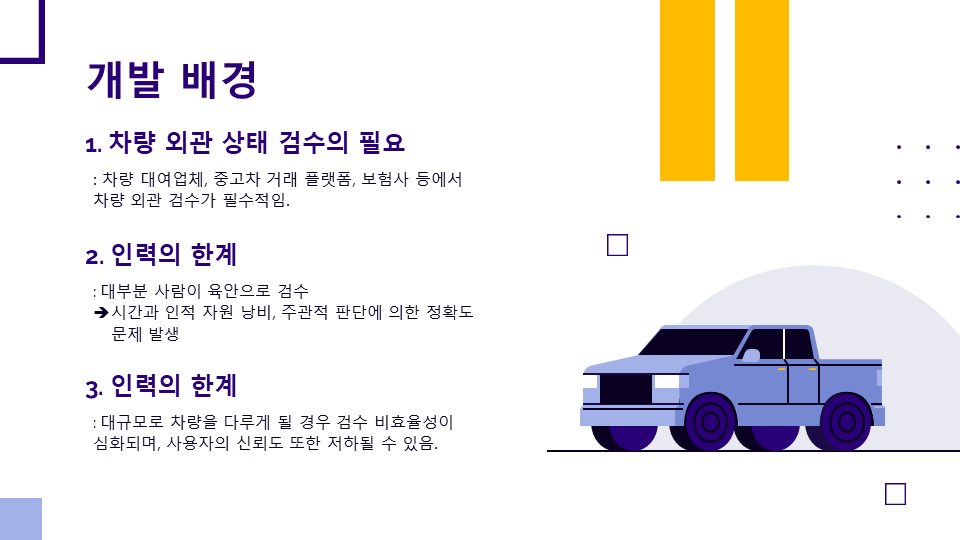 개발 배경
1. 차량 외관 상태 검수의 필요
: 차량 대여업체, 중고차 거래 플랫폼, 보험사 등에서
차량 외관 검수가 필수적임.
2. 인력의 한계
: 대부분 사람이 육안으로 검수
➔시간과 인적 자원 낭비, 주관적 판단에 의한 정확도
문제 발생
3. 인력의 한계
: 대규모로 차량을 다루게 될 경우 검수 비효율성이
심화되며, 사용자의 신뢰도 또한 저하될 수 있음.